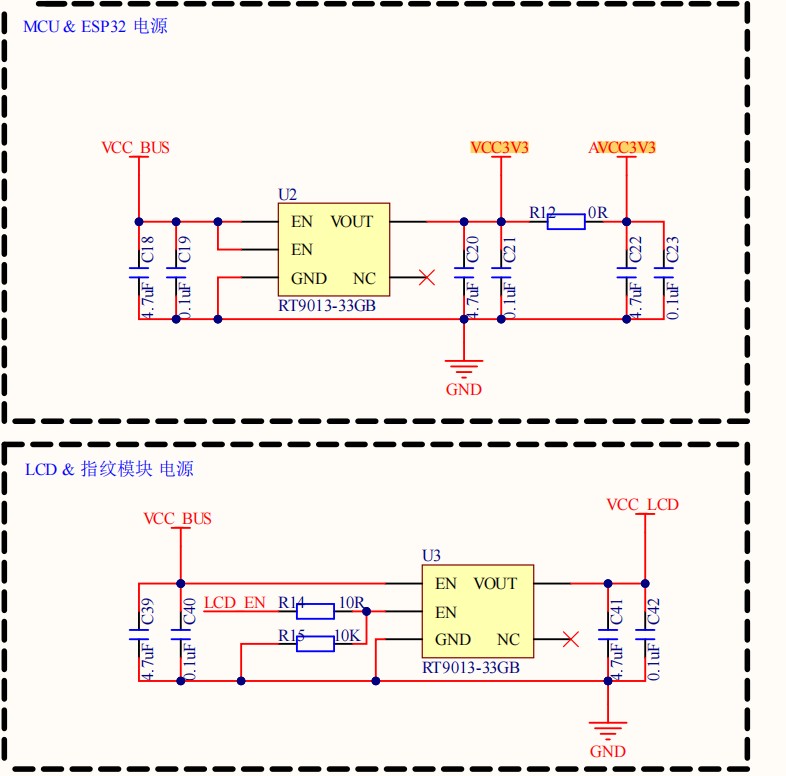 MCU & ESP32 电源
VCC_BUS
VCC3V3
AVCC3V3
U2
EN VOUT
EN
GND NC
RT9013-33GB
R12 0R
C18
4.7uF
C19
0.1uF
C20
4.7uF
C21
0.1uF
C22
4.7uF
C23
0.1uF
GND
LCD & 指纹模块 电源
VCC_BUS
VCC_LCD
U3
EN VOUT
EN
GND NC
RT9013-33GB
LCD_EN
R14 10R
R15 10K
C39
4.7uF
C40
0.1uF
C41
4.7uF
C42
0.1uF
GND